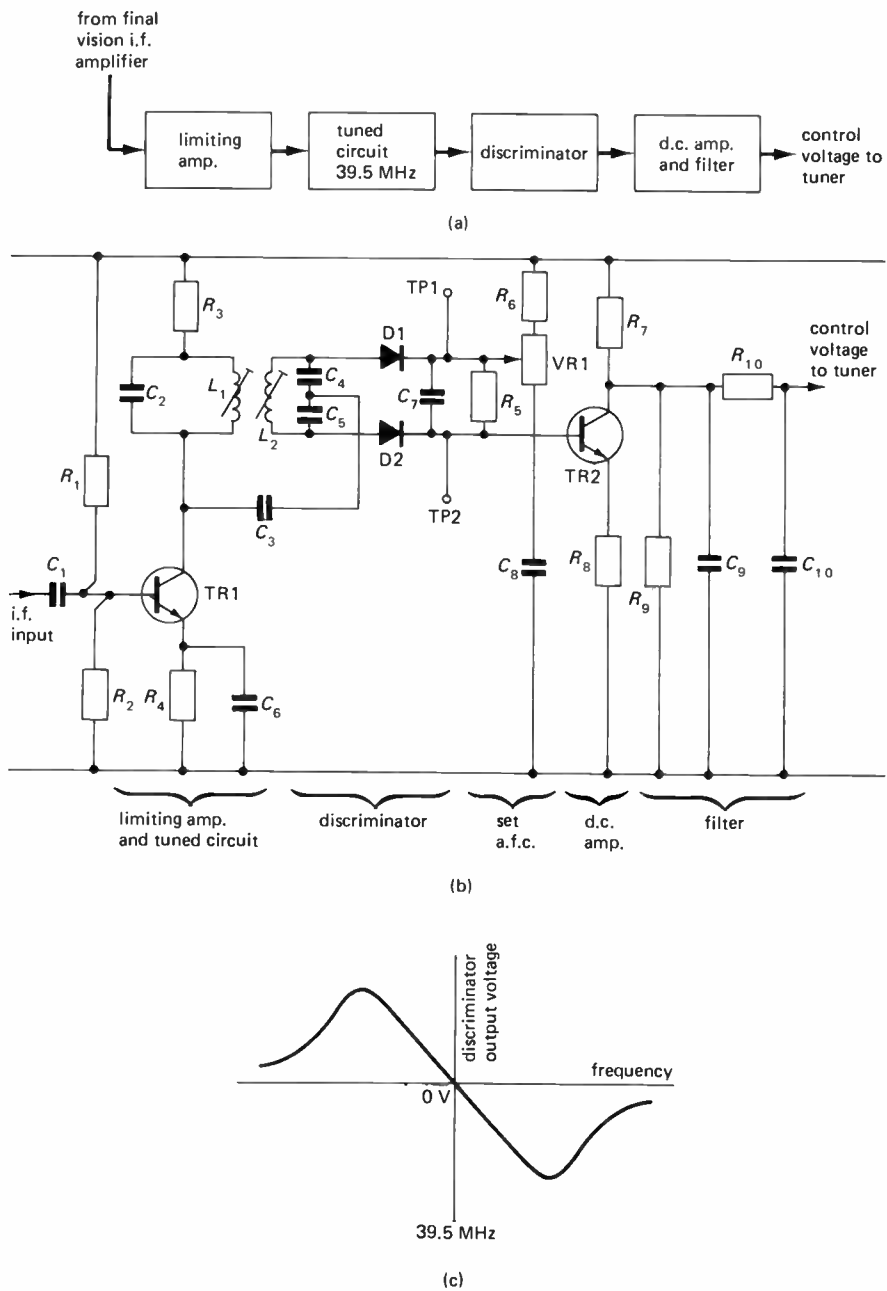 from final
vision i.f.
amplifier
limiting
amp.
tuned
circuit
39.5 MHz
discriminator
d.c. amp.
and filter
control
voltage to
tuner
(a)
R3
C2
L1
L2
C4
C5
D1
D2
C7
TP1
TP2
R5
R6
VR1
R7
R10
control
voltage
to tuner
R1
C1
i.f.
input
TR1
C3
TR2
C8
R8
R9
C9
C10
R2
R4
C6
limiting amp.
and tuned circuit
discriminator
set
a.f.c.
d.c.
amp.
filter
(b)
discriminator
output voltage
frequency
0 V
39.5 MHz
(c)